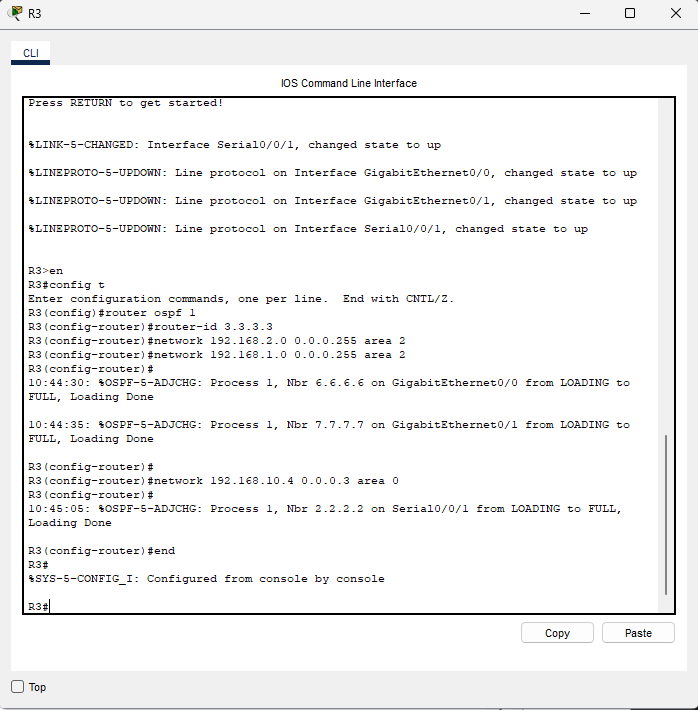 R3
CLI
IOS Command Line Interface
Press RETURN to get started!
%LINK-5-CHANGED: Interface Serial0/0/1, changed state to up
%LINEPROTO-5-UPDOWN: Line protocol on Interface GigabitEthernet0/0, changed state to up
%LINEPROTO-5-UPDOWN: Line protocol on Interface GigabitEthernet0/1, changed state to up
%LINEPROTO-5-UPDOWN: Line protocol on Interface Serial0/0/1, changed state to up
R3>en
R3#config t
Enter configuration commands, one per line.  End with CNTL/Z.
R3(config)#router ospf 1
R3(config-router)#router-id 3.3.3.3
R3(config-router)#network 192.168.2.0 0.0.0.255 area 2
R3(config-router)#network 192.168.1.0 0.0.0.255 area 2
R3(config-router)#
10:44:30: %OSPF-5-ADJCHG: Process 1, Nbr 6.6.6.6 on GigabitEthernet0/0 from LOADING to
FULL, Loading Done
10:44:35: %OSPF-5-ADJCHG: Process 1, Nbr 7.7.7.7 on GigabitEthernet0/1 from LOADING to
FULL, Loading Done
R3(config-router)#
R3(config-router)#network 192.168.10.4 0.0.0.3 area 0
R3(config-router)#
10:45:05: %OSPF-5-ADJCHG: Process 1, Nbr 2.2.2.2 on Serial0/0/1 from LOADING to FULL,
Loading Done
R3(config-router)#end
R3#
%SYS-5-CONFIG_I: Configured from console by console
R3#
Copy
Paste
Top